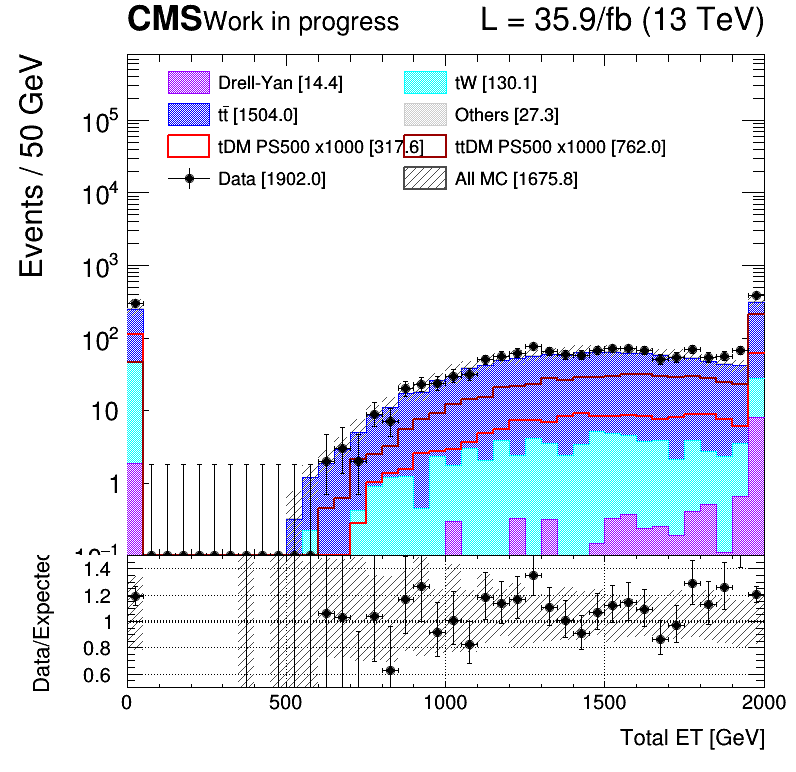 CMS Work in progress L = 35.9/fb (13 TeV)
Events / 50 GeV
Drell-Yan [14.4] tW [130.1]
tt̄ [1504.0] Others [27.3]
tDM PS500 x1000 [317.6] ttDM PS500 x1000 [762.0]
Data [1902.0] All MC [1675.8]
10⁵
10⁴
10³
10²
10
1
10⁻¹
Data/Expected
1.4
1.2
1
0.8
0.6
0 500 1000 1500 2000
Total ET [GeV]